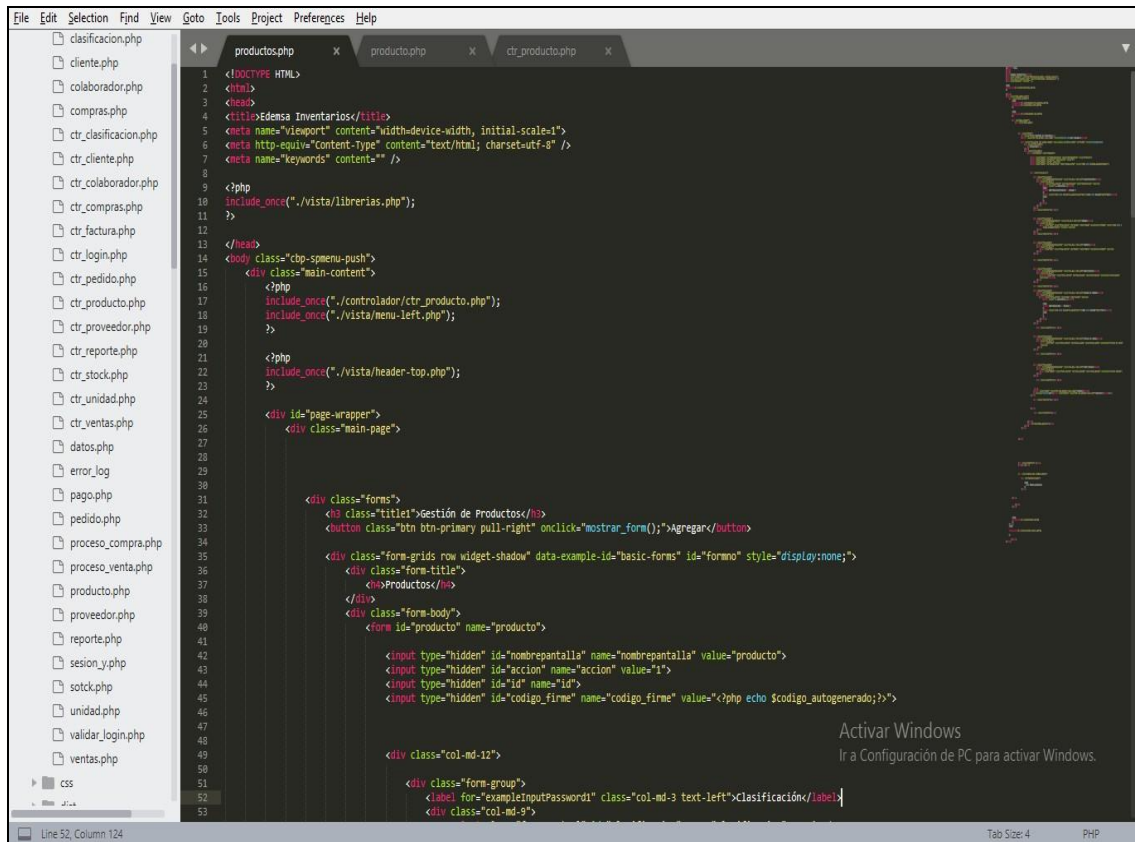 File Edit Selection Find View Goto Tools Project Preferences Help
clasificacion.php
cliente.php
colaborador.php
compras.php
ctr_clasificacion.php
ctr_cliente.php
ctr_colaborador.php
ctr_compras.php
ctr_factura.php
ctr_login.php
ctr_pedido.php
ctr_producto.php
ctr_proveedor.php
ctr_reporte.php
ctr_stock.php
ctr_unidad.php
ctr_ventas.php
datos.php
error_log
pago.php
pedido.php
proceso_compra.php
proceso_venta.php
producto.php
proveedor.php
reporte.php
sesion_y.php
sotck.php
unidad.php
validar_login.php
ventas.php
css
productos.php x producto.php x ctr_producto.php x
1 <!DOCTYPE HTML>
2 <html>
3 <head>
4 <title>Edemsa Inventarios</title>
5 <meta name="viewport" content="width=device-width, initial-scale=1">
6 <meta http-equiv="Content-Type" content="text/html; charset=utf-8" />
7 <meta name="keywords" content="" />
8
9 <?php
10 include_once("./vista/librerias.php");
11 ?>
12
13 </head>
14 <body class="cbp-spmenu-push">
15 <div class="main-content">
16 <?php
17 include_once("./controlador/ctr_producto.php");
18 include_once("./vista/menu-left.php");
19 ?>
20
21 <?php
22 include_once("./vista/header-top.php");
23 ?>
24
25 <div id="page-wrapper">
26 <div class="main-page">
27
28
29
30
31 <div class="forms">
32 <h3 class="title1">Gestión de Productos</h3>
33 <button class="btn btn-primary pull-right" onclick="mostrar_form();">Agregar</button>
34
35 <div class="form-grids row widget-shadow" data-example-id="basic-forms" id="formno" style="display:none;">
36 <div class="form-title">
37 <h4>Productos</h4>
38 </div>
39 <div class="form-body">
40 <form id="producto" name="producto">
41
42 <input type="hidden" id="nombrepantalla" name="nombrepantalla" value="producto">
43 <input type="hidden" id="accion" name="accion" value="1">
44 <input type="hidden" id="id" name="id">
45 <input type="hidden" id="codigo_firme" name="codigo_firme" value="<?php echo $codigo_autogenerado;?>">
46
47
48
49 <div class="col-md-12">
50
51 <div class="form-group">
52 <label for="exampleInputPassword1" class="col-md-3 text-left">Clasificación</label>
53 <div class="col-md-9">
Activar Windows
Ir a Configuración de PC para activar Windows.
Line 52, Column 124 Tab Size: 4 PHP